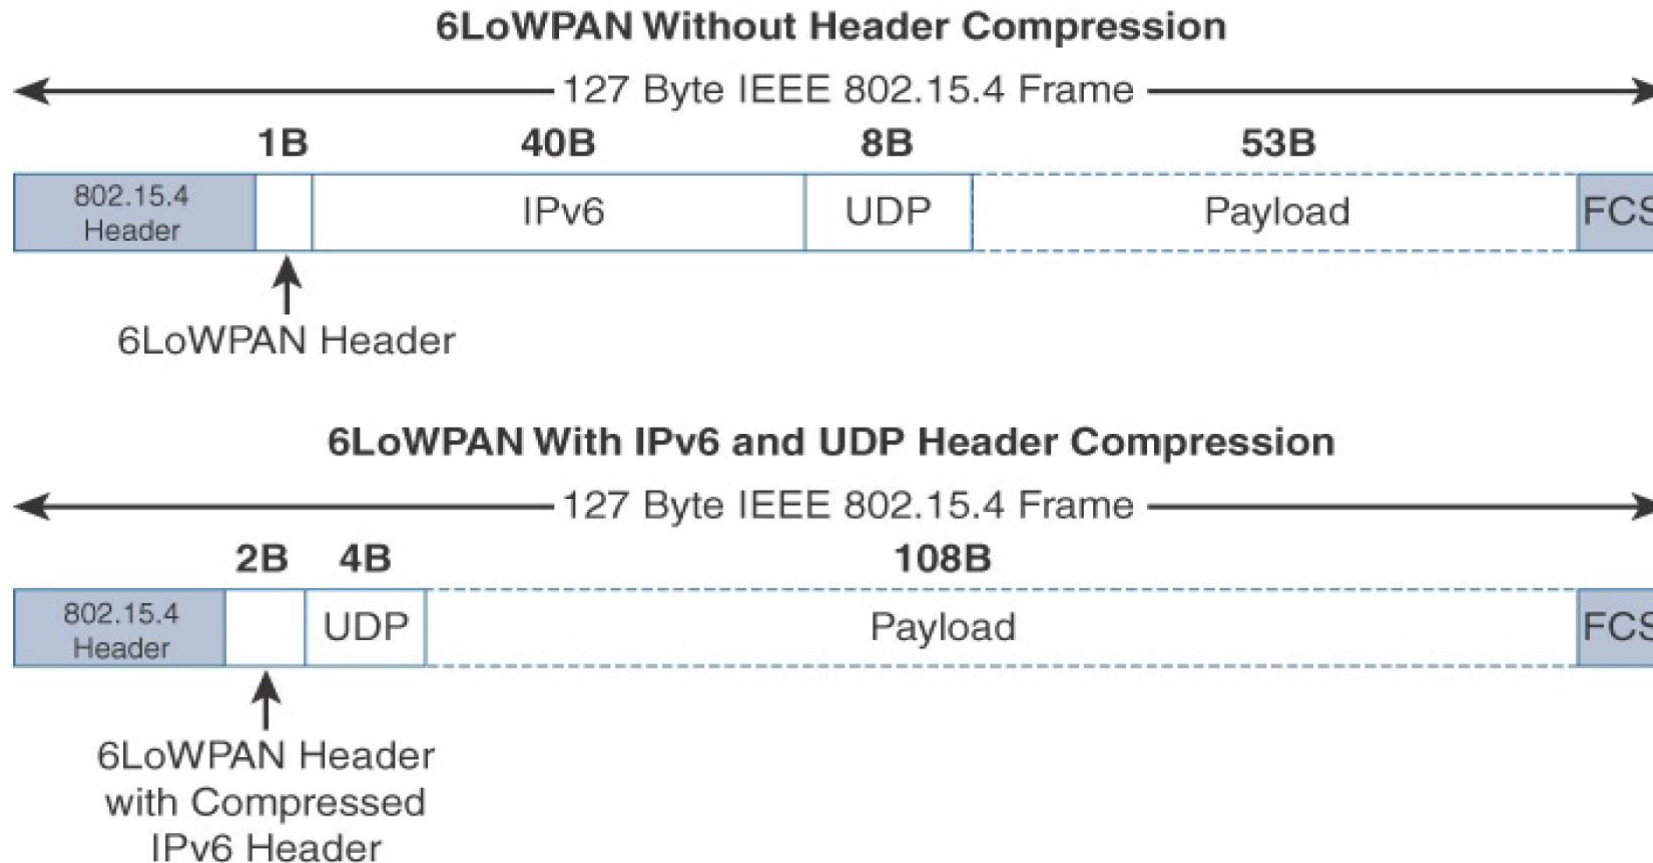 6LoWPAN Without Header Compression
127 Byte IEEE 802.15.4 Frame
1B 40B 8B 53B
802.15.4
Header
IPv6 UDP Payload FCS
6LoWPAN Header
6LoWPAN With IPv6 and UDP Header Compression
127 Byte IEEE 802.15.4 Frame
2B 4B 108B
802.15.4
Header
UDP Payload FCS
6LoWPAN Header
with Compressed
IPv6 Header